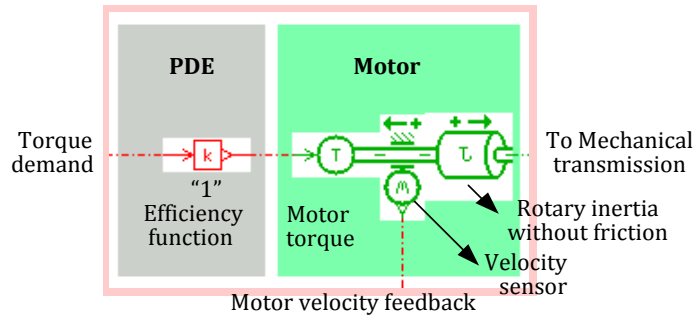 PDE
Motor
Torque
demand
k
T
To Mechanical
transmission
"1"
Efficiency
function
Motor
torque
Rotary inertia
without friction
Velocity
sensor
Motor velocity feedback